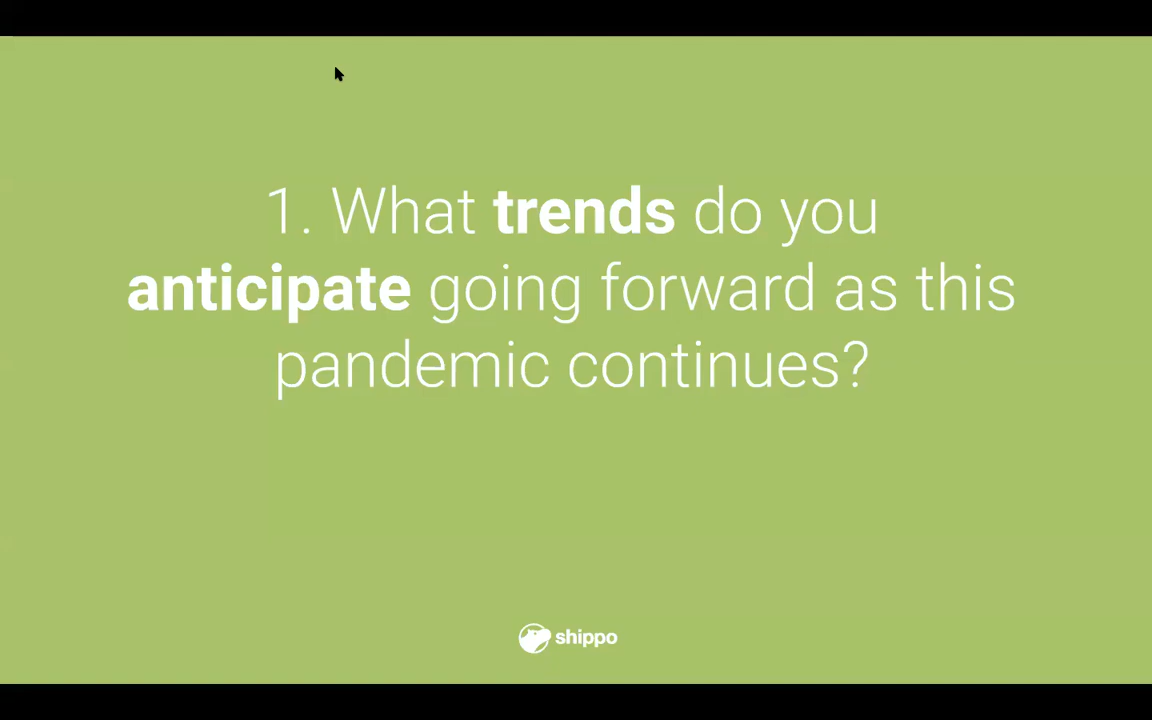 1. What trends do you
anticipate going forward as this
pandemic continues?
shippo